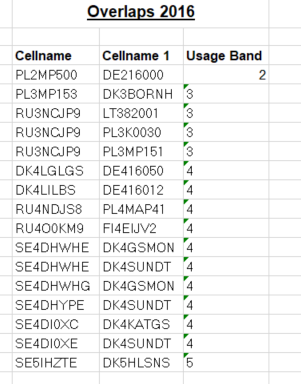 Overlaps 2016
Cellname Cellname 1 Usage Band
PL2MP500 DE216000 2
PL3MP153 DK3BORNH 3
RU3NCJP9 LT382001 3
RU3NCJP9 PL3K0030 3
RU3NCJP9 PL3MP151 3
DK4LGLGS DE416050 4
DK4LILBS DE416012 4
RU4NDJS8 PL4MAP41 4
RU4O0KM9 FI4EIJV2 4
SE4DHWHE DK4GSMON 4
SE4DHWHE DK4SUNDT 4
SE4DHWHG DK4GSMON 4
SE4DHYPE DK4SUNDT 4
SE4DI0XC DK4KATGS 4
SE4DI0XE DK4SUNDT 4
SE5IHZTE DK5HLSNS 5